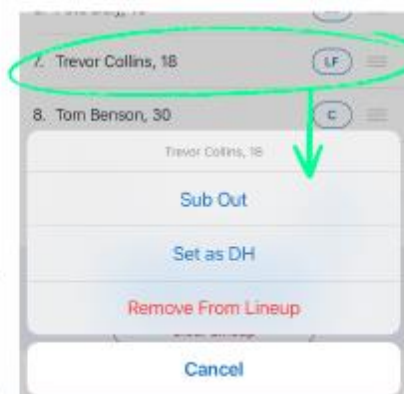 7. Trevor Collins, 18 LF
8. Tom Benson, 30 C
Trevor Collins, 18
Sub Out
Set as DH
Remove From Lineup
Cancel